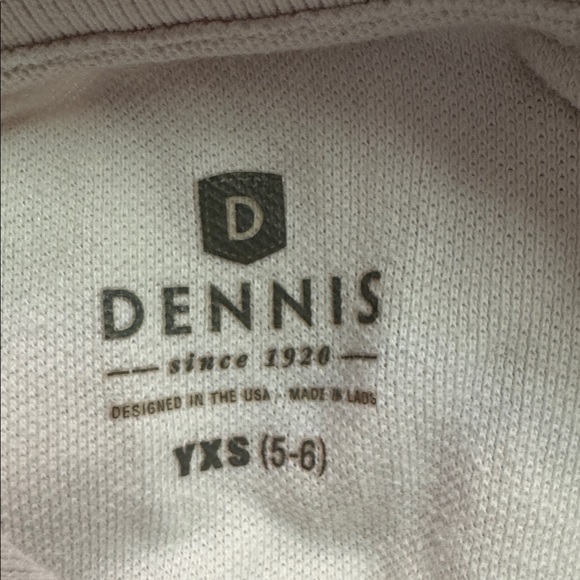 D
DENNIS
since 1920
DESIGNED IN THE USA · MADE IN LAOS
YXS (5-6)